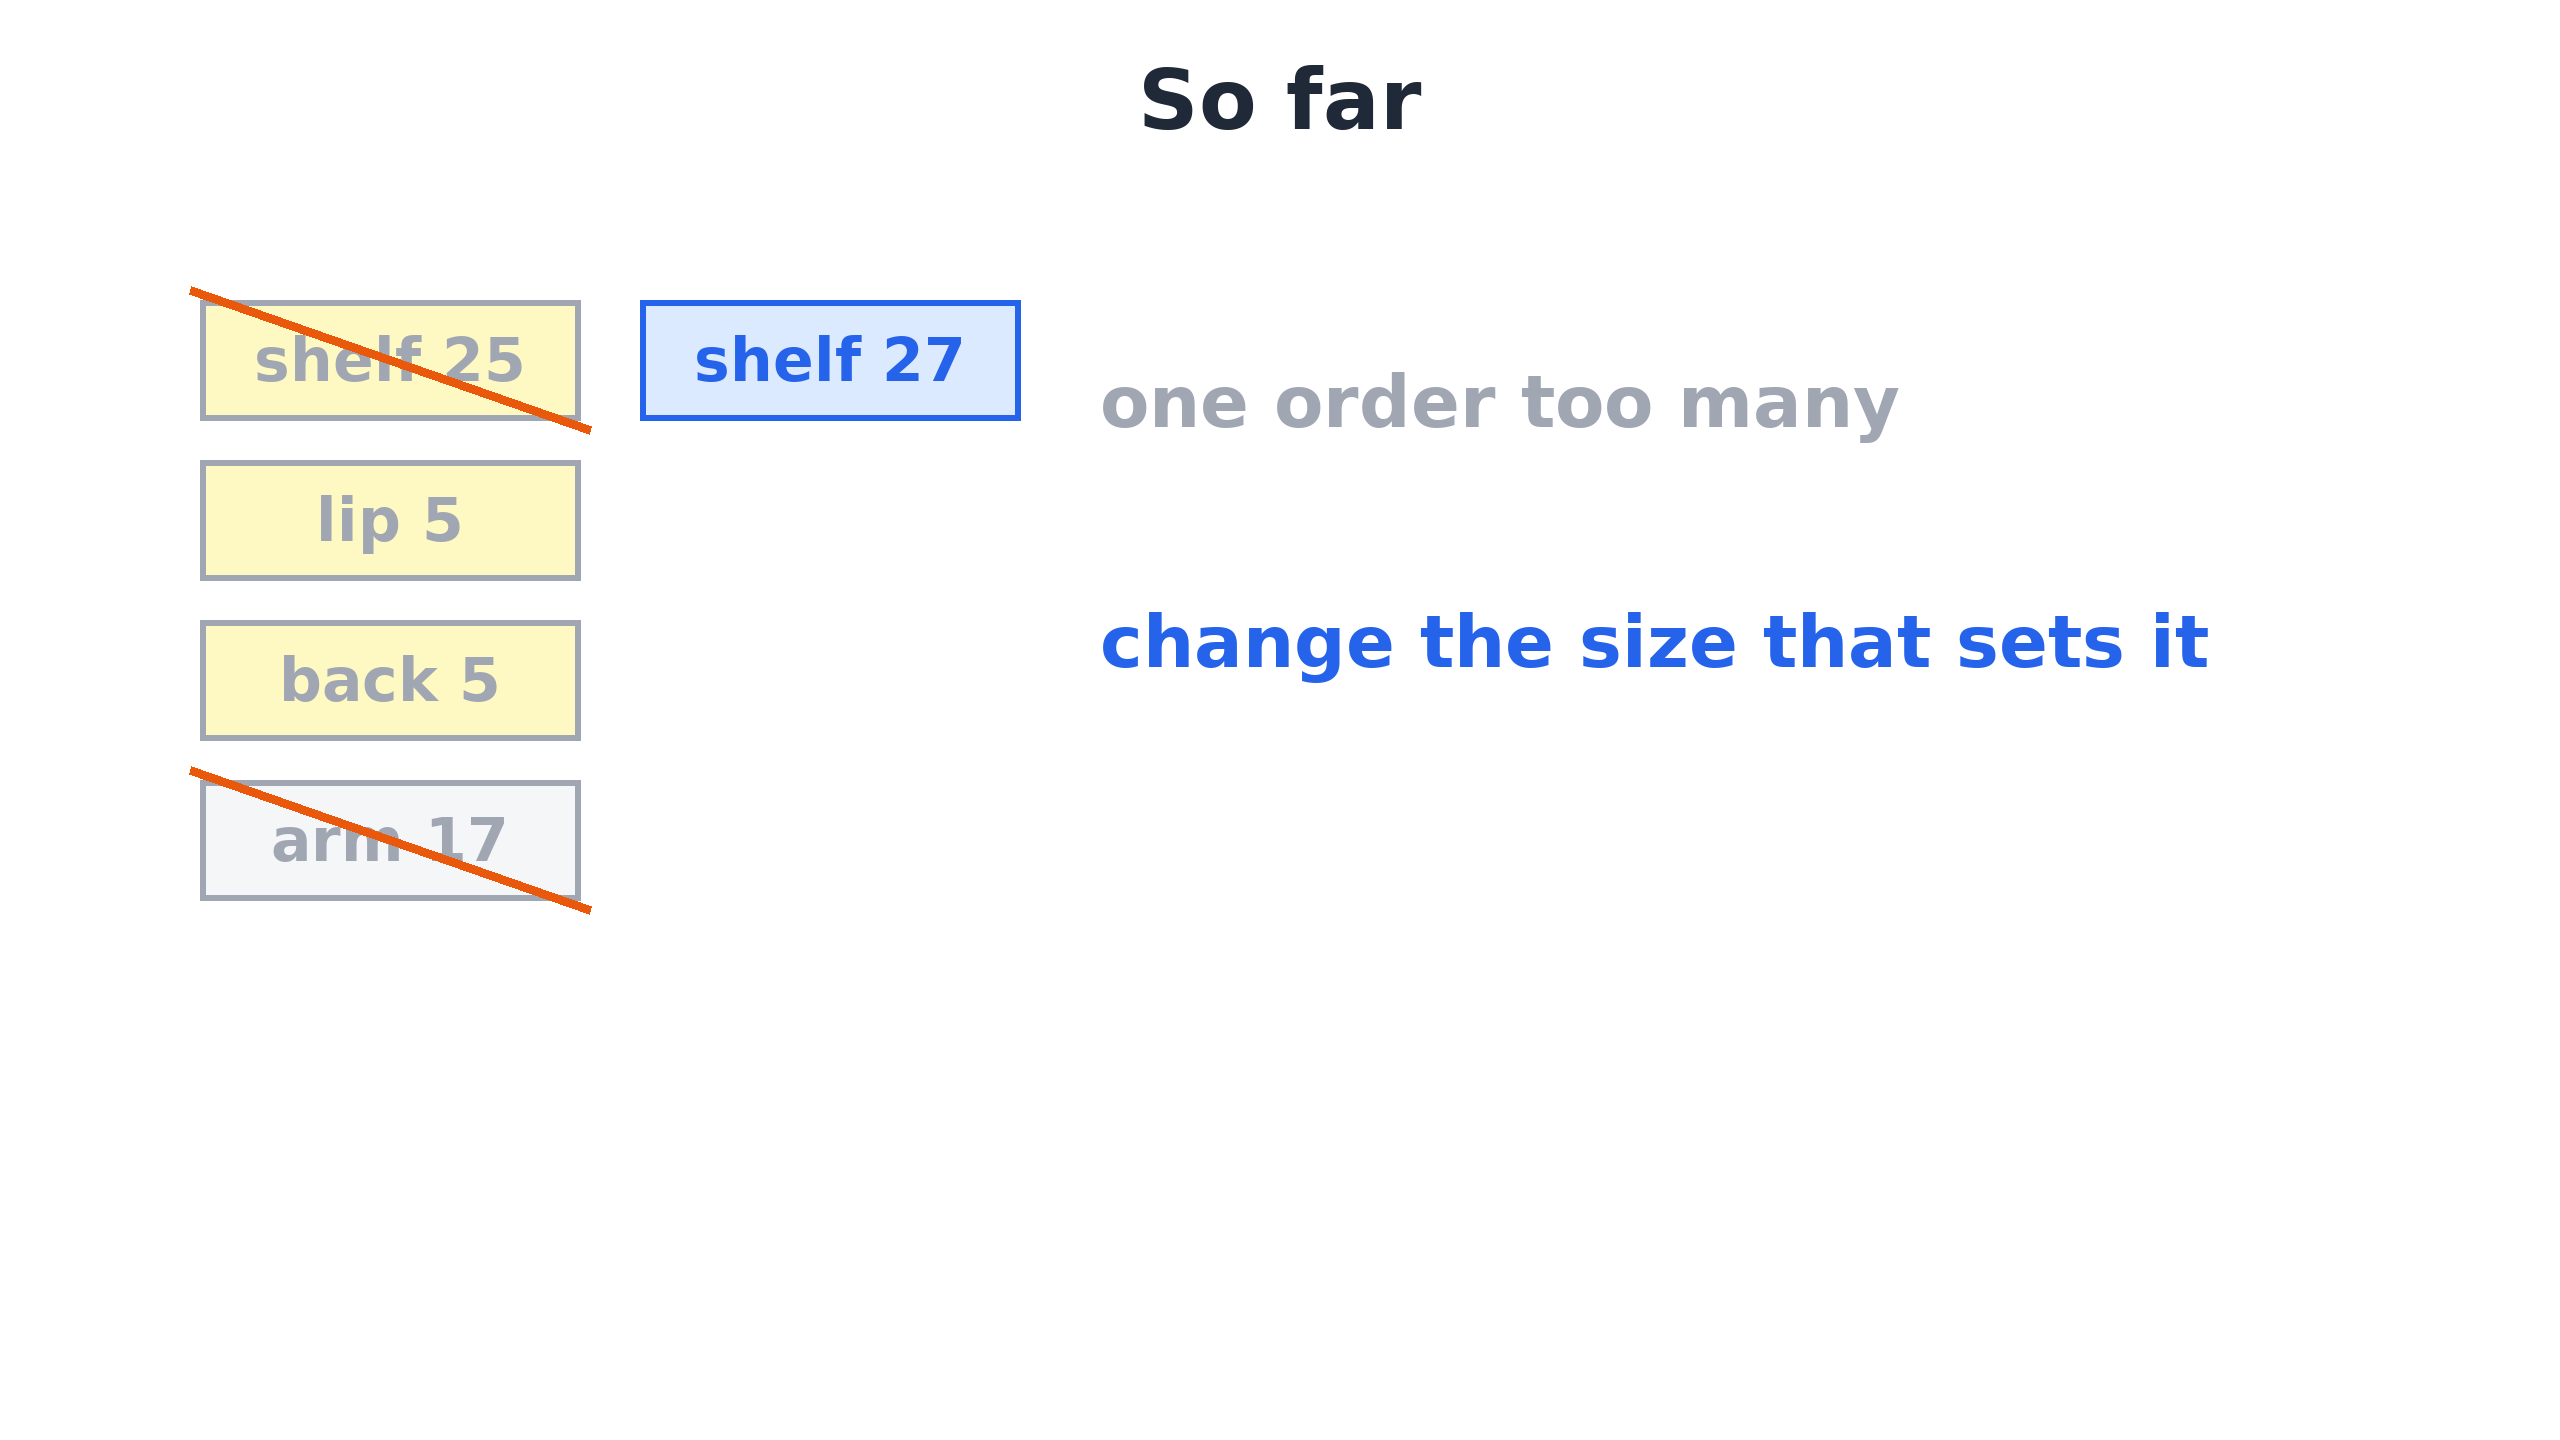 So far
shelf 25
shelf 27
one order too many
lip 5
change the size that sets it
back 5
arm 17